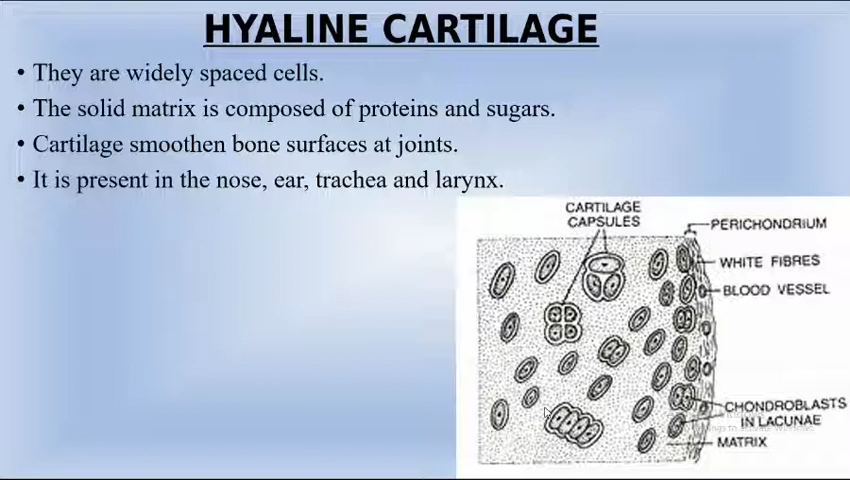 HYALINE CARTILAGE
• They are widely spaced cells.
• The solid matrix is composed of proteins and sugars.
• Cartilage smoothen bone surfaces at joints.
• It is present in the nose, ear, trachea and larynx.
CARTILAGE
CAPSULES
PERICHONDRIUM
WHITE FIBRES
BLOOD VESSEL
CHONDROBLASTS
IN LACUNAE
MATRIX